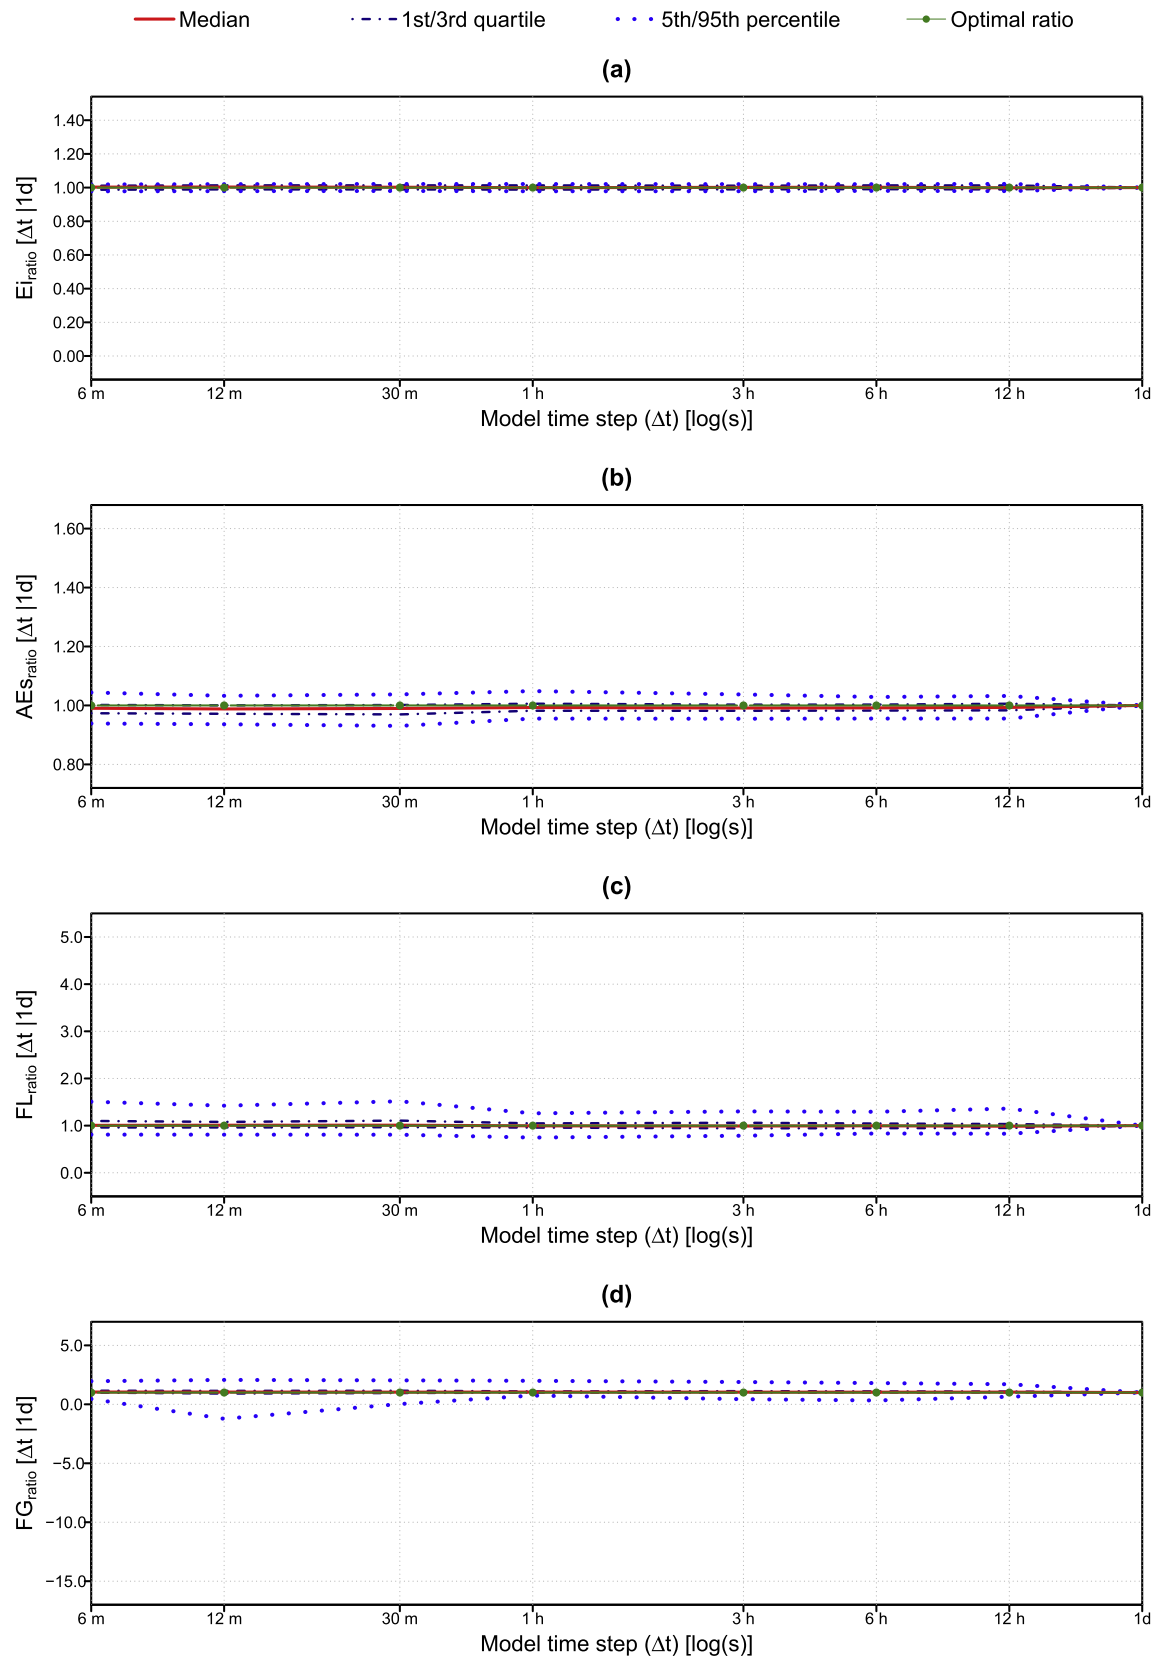 Median 1st/3rd quartile 5th/95th percentile Optimal ratio
(a)
1.40
1.20
1.00
0.80
0.60
0.40
0.20
0.00
Ei_ratio [Δt |1d]
6 m 12 m 30 m 1 h 3 h 6 h 12 h 1d
Model time step (Δt) [log(s)]
(b)
1.60
1.40
1.20
1.00
0.80
AEs_ratio [Δt |1d]
6 m 12 m 30 m 1 h 3 h 6 h 12 h 1d
Model time step (Δt) [log(s)]
(c)
5.0
4.0
3.0
2.0
1.0
0.0
FL_ratio [Δt |1d]
6 m 12 m 30 m 1 h 3 h 6 h 12 h 1d
Model time step (Δt) [log(s)]
(d)
5.0
0.0
−5.0
−10.0
−15.0
FG_ratio [Δt |1d]
6 m 12 m 30 m 1 h 3 h 6 h 12 h 1d
Model time step (Δt) [log(s)]